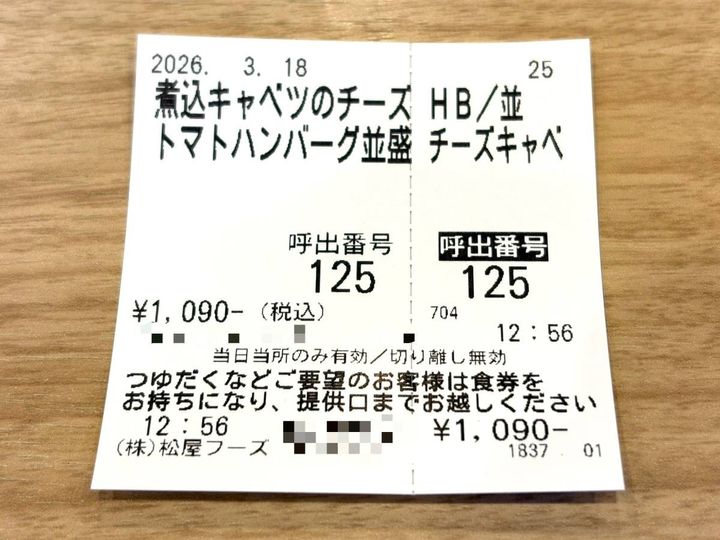 2026. 3. 18 25
煮込キャベツのチーズ HB/並
トマトハンバーグ並盛 チーズキャベ
呼出番号 呼出番号
125 125
¥1,090-(税込) 704
12:56
当日当所のみ有効/切り離し無効
つゆだくなどご要望のお客様は食券を
お持ちになり、提供口までお越しください
12:56 ¥1,090-
(株)松屋フーズ 1837 01